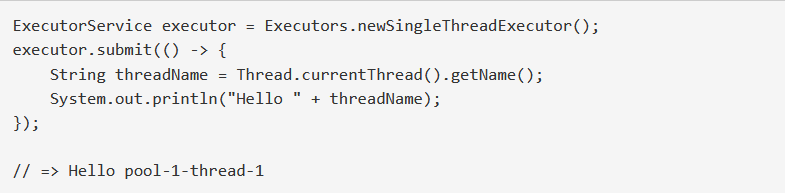 ExecutorService executor = Executors.newSingleThreadExecutor();
executor.submit(() -> {
    String threadName = Thread.currentThread().getName();
    System.out.println("Hello " + threadName);
});

// => Hello pool-1-thread-1